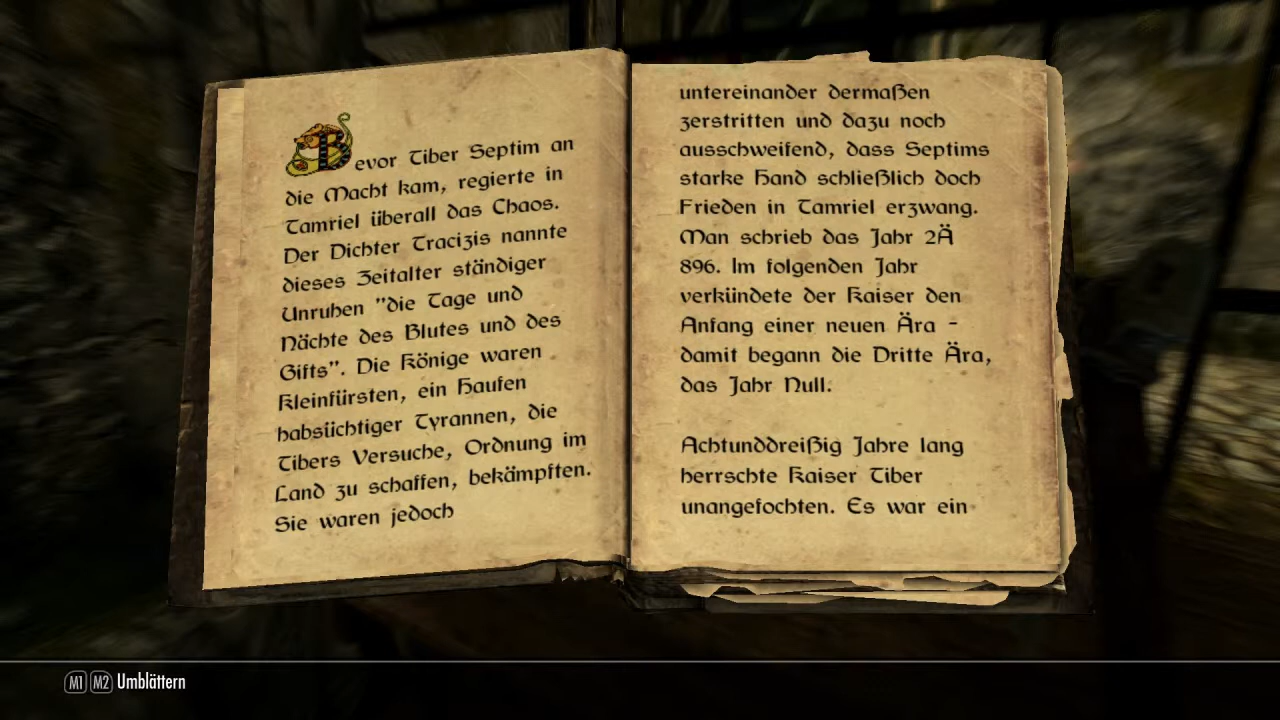 Bevor Tiber Septim an
die Macht kam, regierte in
Tamriel überall das Chaos.
Der Dichter Tracizis nannte
dieses Zeitalter ständiger
Unruhen "die Tage und
Nächte des Blutes und des
Gifts". Die Könige waren
Kleinfürsten, ein Haufen
habsüchtiger Tyrannen, die
Tibers Versuche, Ordnung im
Land zu schaffen, bekämpften.
Sie waren jedoch
untereinander dermaßen
zerstritten und dazu noch
ausschweifend, dass Septims
starke Hand schließlich doch
Frieden in Tamriel erzwang.
Man schrieb das Jahr 2Ä
896. Im folgenden Jahr
verkündete der Kaiser den
Anfang einer neuen Ära -
damit begann die Dritte Ära,
das Jahr Null.
Achtunddreißig Jahre lang
herrschte Kaiser Tiber
unangefochten. Es war ein
M1 M2 Umblättern